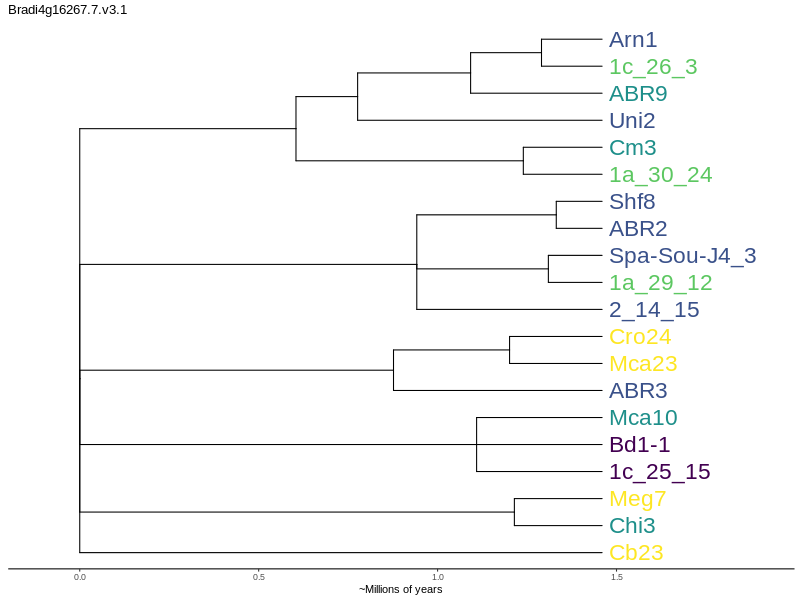 Bradi4g16267.7.v3.1
Arn1
1c_26_3
ABR9
Uni2
Cm3
1a_30_24
Shf8
ABR2
Spa-Sou-J4_3
1a_29_12
2_14_15
Cro24
Mca23
ABR3
Mca10
Bd1-1
1c_25_15
Meg7
Chi3
Cb23
0.0 0.5 1.0 1.5
~Millions of years